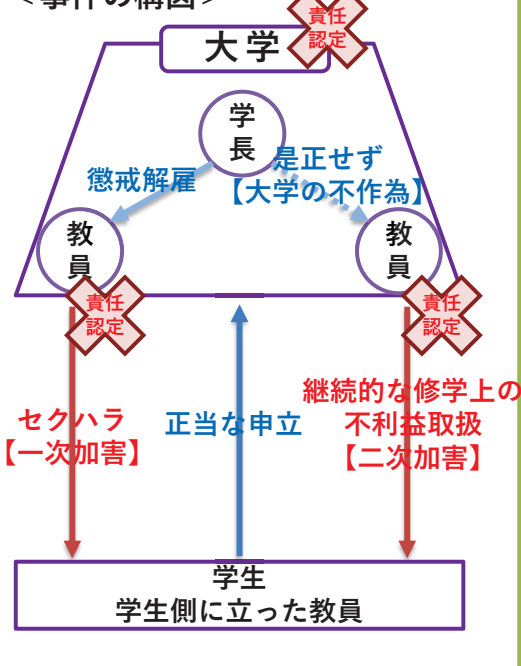 ＜事件の構図＞
責任
認定
大学
学
長
懲戒解雇
是正せず
【大学の不作為】
教
員
教
員
責任
認定
責任
認定
セクハラ
【一次加害】
正当な申立
継続的な修学上の
不利益取扱
【二次加害】
学生
学生側に立った教員